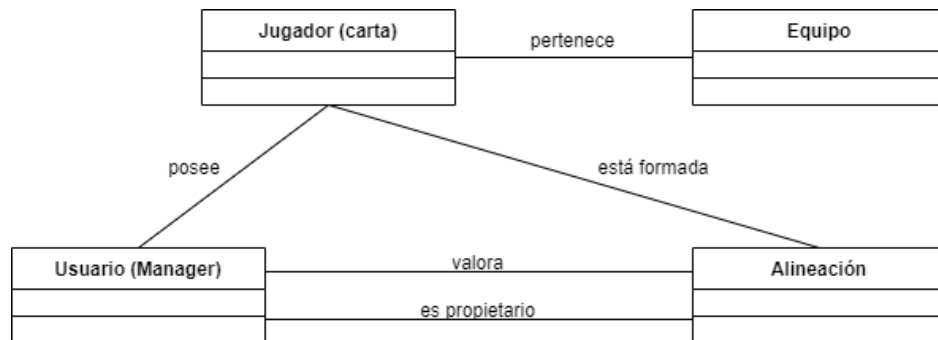 Jugador (carta)
pertenece
Equipo
posee
está formada
Usuario (Manager)
valora
Alineación
es propietario